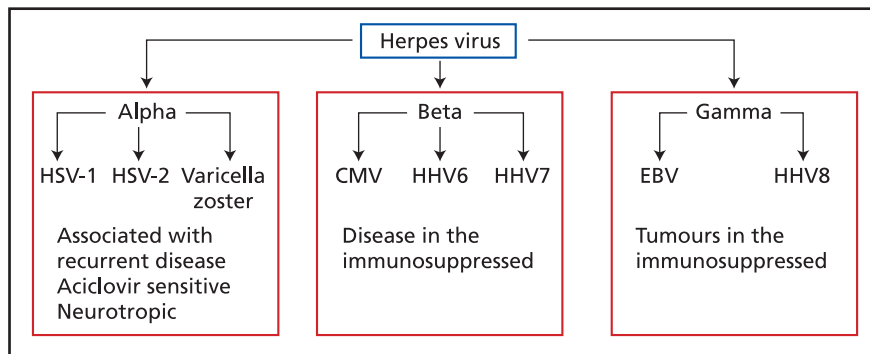 Herpes virus
Alpha
HSV-1 HSV-2 Varicella
zoster
Associated with
recurrent disease
Aciclovir sensitive
Neurotropic
Beta
CMV HHV6 HHV7
Disease in the
immunosuppressed
Gamma
EBV HHV8
Tumours in the
immunosuppressed